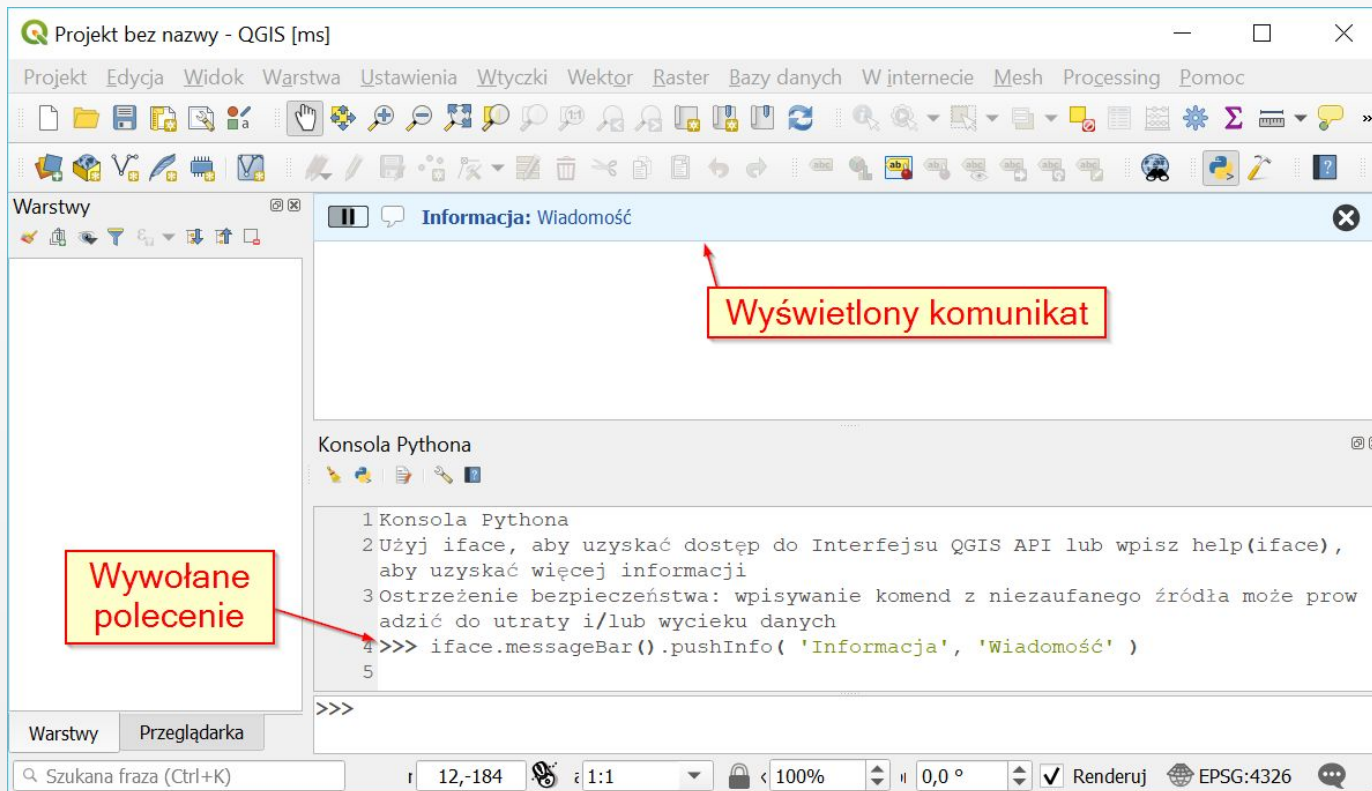 Projekt bez nazwy - QGIS [ms]
Projekt Edycja Widok Warstwa Ustawienia Wtyczki Wektor Raster Bazy danych W internecie Mesh Processing Pomoc
Warstwy
Informacja: Wiadomość
Wyświetlony komunikat
Konsola Pythona
1 Konsola Pythona
2 Użyj iface, aby uzyskać dostęp do Interfejsu QGIS API lub wpisz help(iface),
aby uzyskać więcej informacji
3 Ostrzeżenie bezpieczeństwa: wpisywanie komend z niezaufanego źródła może prow
adzić do utraty i/lub wycieku danych
4 >>> iface.messageBar().pushInfo( 'Informacja', 'Wiadomość' )
5
Wywołane
polecenie
>>>
Warstwy Przeglądarka
Szukana fraza (Ctrl+K) 12,-184 1:1 100% 0,0 ° Renderuj EPSG:4326